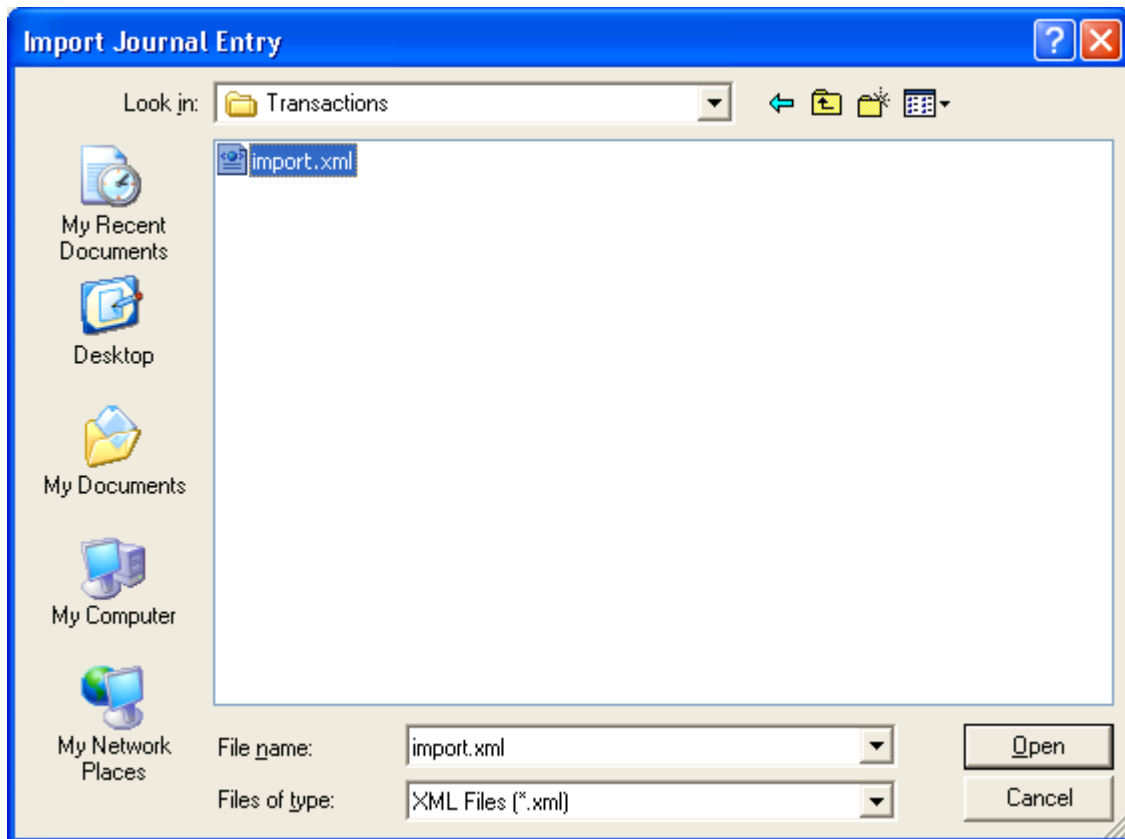 Import Journal Entry
Look in: Transactions
import.xml
My Recent
Documents
Desktop
My Documents
My Computer
My Network
Places
File name: import.xml Open
Files of type: XML Files (*.xml) Cancel